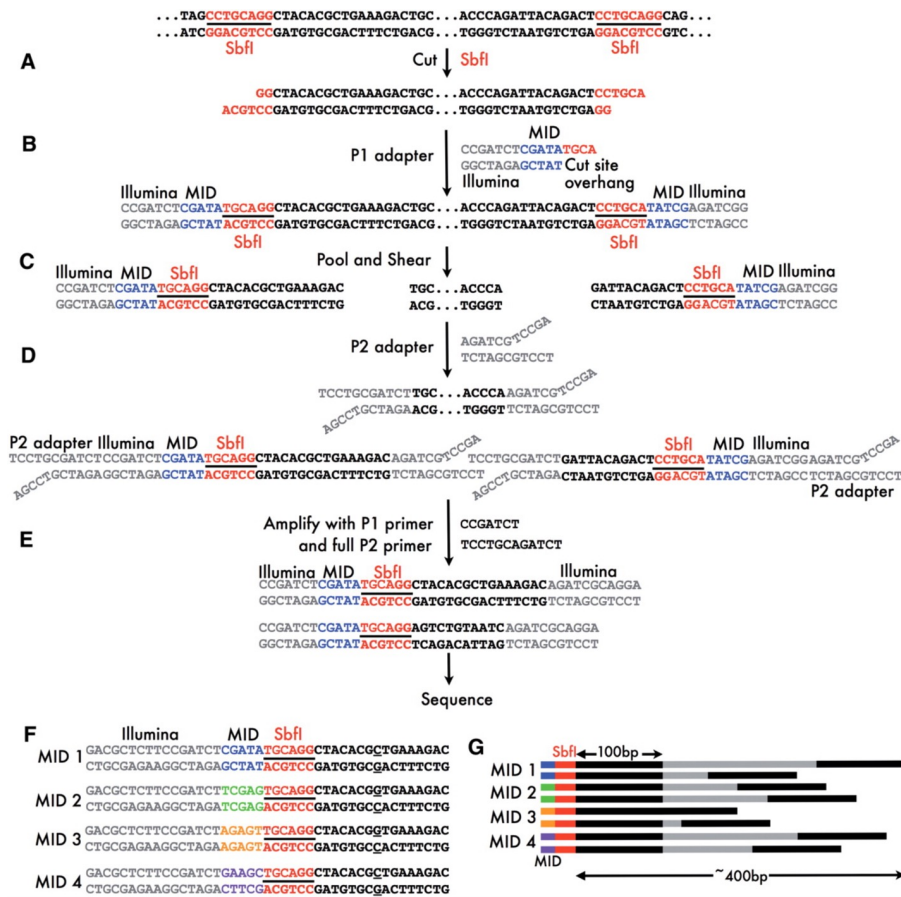 ...TAGCCTGCAGGCTACACGCTGAAAGACTGC...ACCCAGATTACAGACTCCTGCAGGCAG...
...ATCGGACGTCCGATGTGCGACTTTCTGACG...TGGGTCTAATGTCTGAGGACGTCCGTC...
SbfI SbfI
A
Cut SbfI
GGCTACACGCTGAAAGACTGC...ACCCAGATTACAGACTCCTGCA
ACGTCCGATGTGCGACTTTCTGACG...TGGGTCTAATGTCTGAGG
B
MID
P1 adapter
CCGATCTCGATATGCA
GGCTAGAGCTAT Cut site
Illumina overhang
Illumina MID MID Illumina
CCGATCTCGATATGCAGGCTACACGCTGAAAGACTGC...ACCCAGATTACAGACTCCTGCATATCGAGATCGG
GGCTAGAGCTATACGTCCGATGTGCGACTTTCTGACG...TGGGTCTAATGTCTGAGGACGTATAGCTCTAGCC
SbfI SbfI
C
Pool and Shear
Illumina MID SbfI SbfI MID Illumina
CCGATCTCGATATGCAGGCTACACGCTGAAAGAC TGC...ACCCA GATTACAGACTCCTGCATATCGAGATCGG
GGCTAGAGCTATACGTCCGATGTGCGACTTTCTG ACG...TGGGT CTAATGTCTGAGGACGTATAGCTCTAGCC
D
P2 adapter
AGATCGTCCGA
TCTAGCGTCCT
TCCTGCGATCTTGC...ACCCAAGATCGTCCGA
AGCCTGCTAGAACG...TGGGTTCTAGCGTCCT
P2 adapter Illumina MID SbfI SbfI MID Illumina
TCCTGCGATCTCCGATCTCGATATGCAGGCTACACGCTGAAAGACAGATCGTCCGA TCCTGCGATCTGATTACAGACTCCTGCATATCGAGATCGGAGATCGTCCGA
AGCCTGCTAGAGGCTAGAGCTATACGTCCGATGTGCGACTTTCTGTCTAGCGTCCT AGCCTGCTAGACTAATGTCTGAGGACGTATAGCTCTAGCCTCTAGCGTCCT
P2 adapter
E
Amplify with P1 primer
and full P2 primer
CCGATCT
TCCTGCAGATCT
Illumina MID SbfI Illumina
CCGATCTCGATATGCAGGCTACACGCTGAAAGACAGATCGCAGGA
GGCTAGAGCTATACGTCCGATGTGCGACTTTCTGTCTAGCGTCCT
CCGATCTCGATATGCAGGAGTCTGTAATCAGATCGCAGGA
GGCTAGAGCTATACGTCCTCAGACATTAGTCTAGCGTCCT
Sequence
F
Illumina MID SbfI
MID 1
GACGCTCTTCCGATCTCGATATGCAGGCTACACGCTGAAAGAC
CTGCGAGAAGGCTAGAGCTATACGTCCGATGTGCGACTTTCTG
MID 2
GACGCTCTTCCGATCTTCGAGTGCAGGCTACACGGTGAAAGAC
CTGCGAGAAGGCTAGATCGAGACGTCCGATGTGCCACTTTCTG
MID 3
GACGCTCTTCCGATCTAGAGTTGCAGGCTACACGGTGAAAGAC
CTGCGAGAAGGCTAGAAGAGTACGTCCGATGTGCCACTTTCTG
MID 4
GACGCTCTTCCGATCTGAAGCTGCAGGCTACACGCTGAAAGAC
CTGCGAGAAGGCTAGACTTCGACGTCCGATGTGCGACTTTCTG
G
SbfI 100bp
MID 1
MID 2
MID 3
MID 4
MID
~400bp